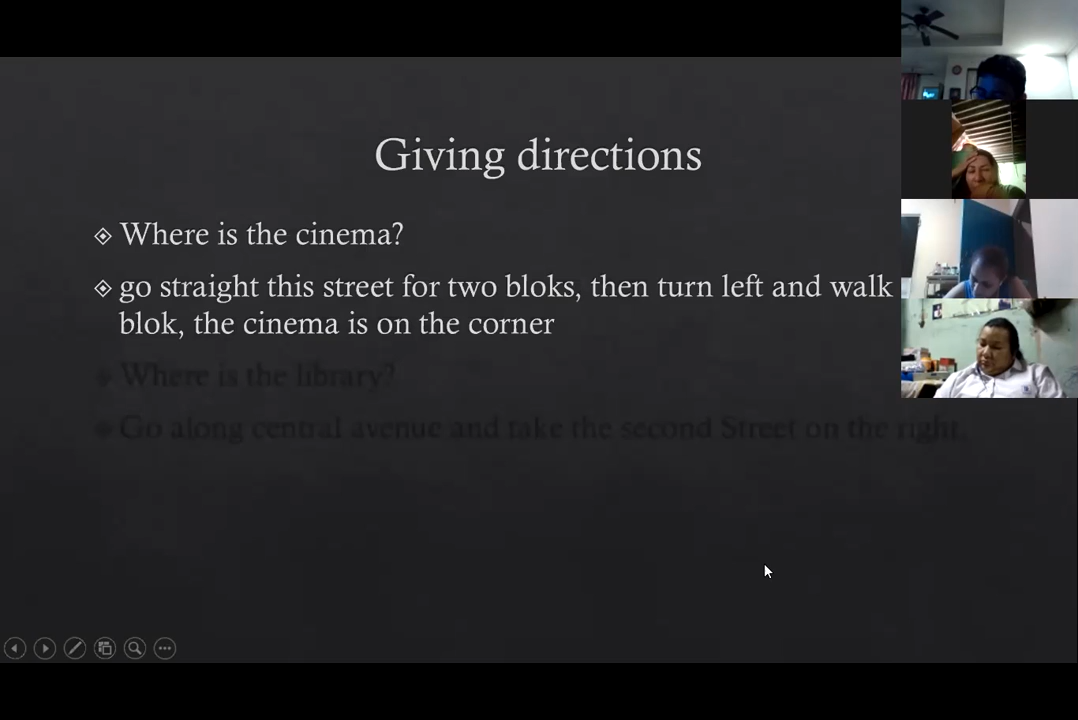 Giving directions
Where is the cinema?
go straight this street for two bloks, then turn left and walk
blok, the cinema is on the corner
Where is the library?
Go along central avenue and take the second Street on the right.